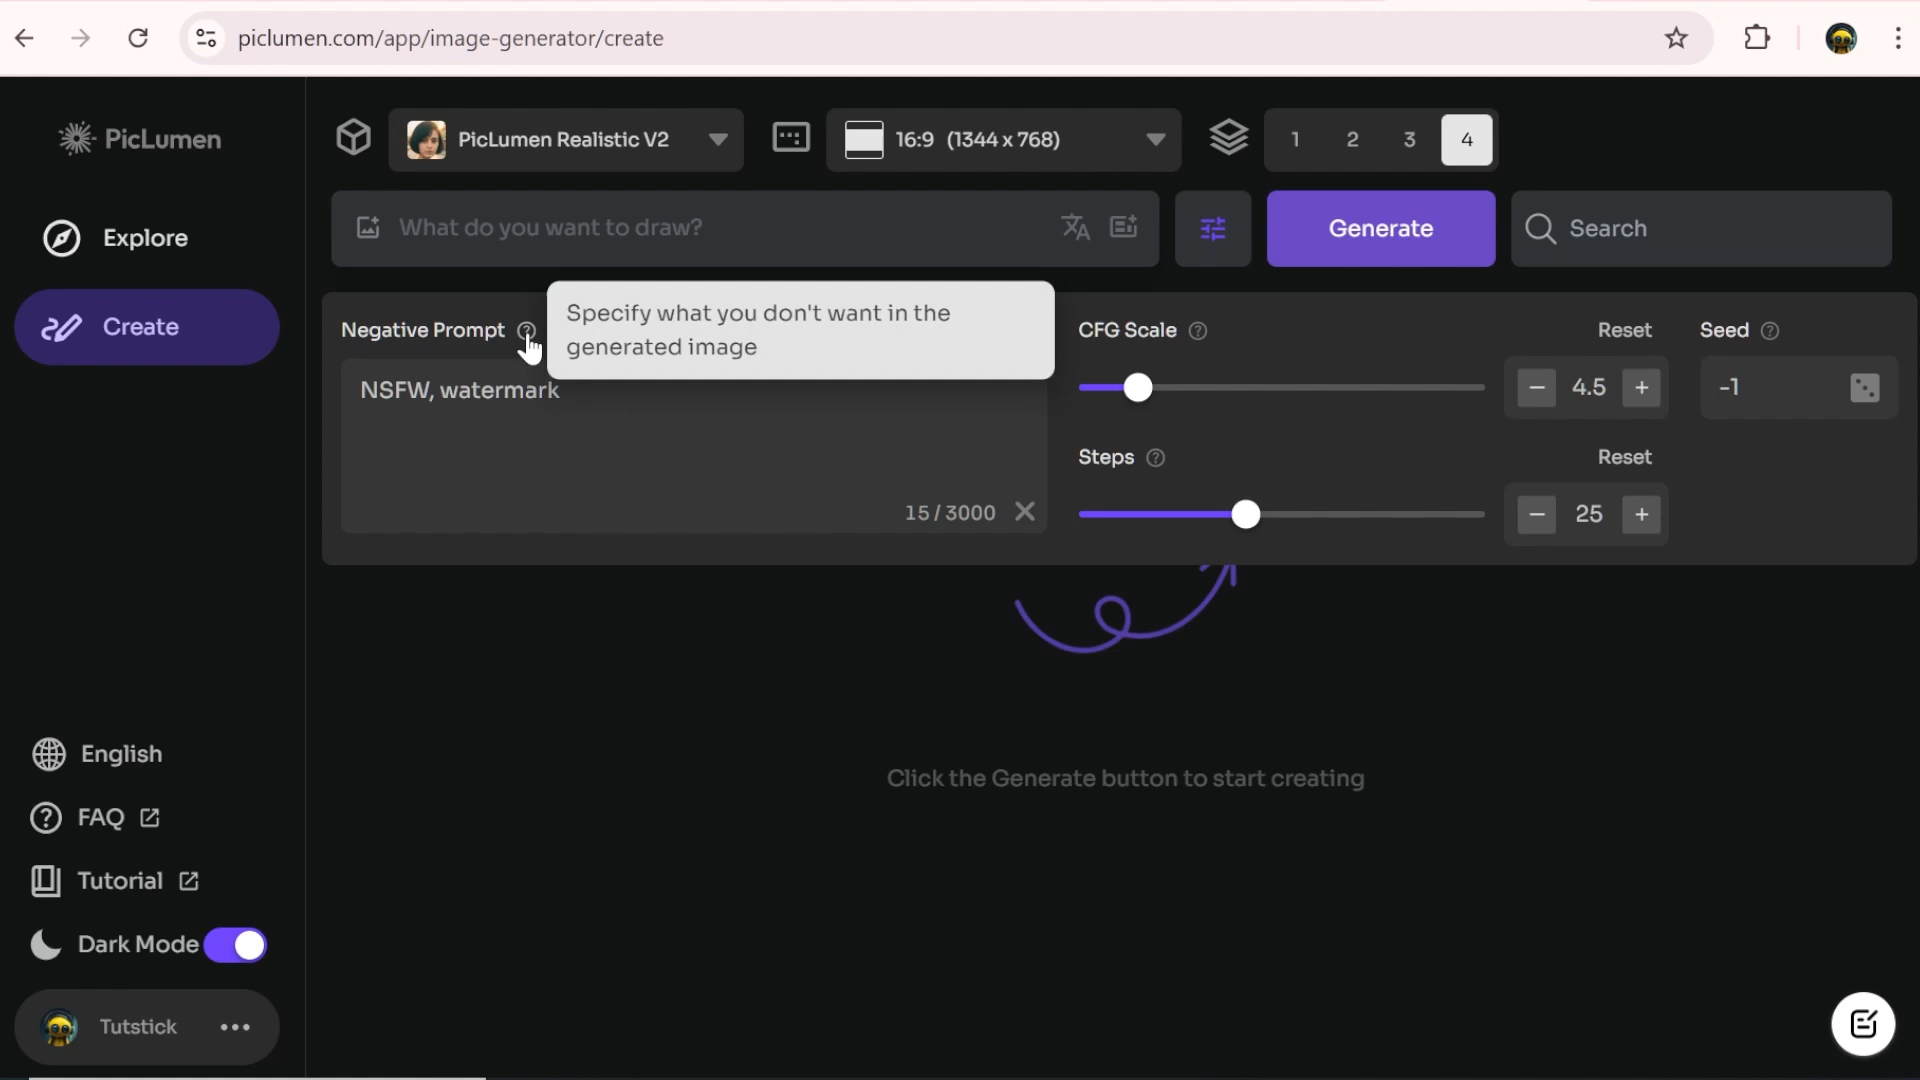 piclumen.com/app/image-generator/create
PicLumen
PicLumen Realistic V2
16:9 (1344 x 768)
1 2 3 4
What do you want to draw?
Generate
Search
Explore
Create
Negative Prompt
Specify what you don't want in the
generated image
NSFW, watermark
15 / 3000
CFG Scale
Reset
4.5
Seed
-1
Steps
Reset
25
Click the Generate button to start creating
English
FAQ
Tutorial
Dark Mode
Tutstick